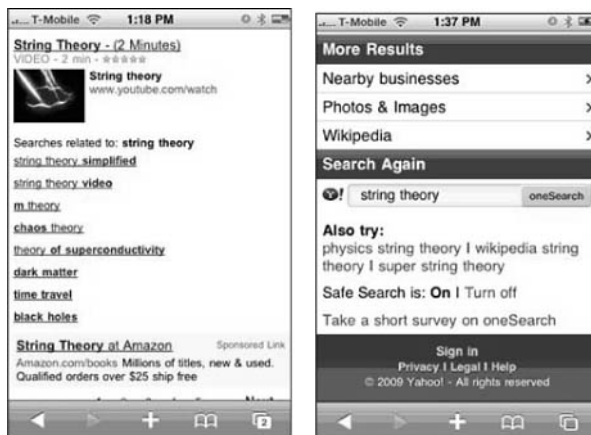 T-Mobile 1:18 PM
String Theory - (2 Minutes)
VIDEO - 2 min -
String theory
www.youtube.com/watch
Searches related to: string theory
string theory simplified
string theory video
m theory
chaos theory
theory of superconductivity
dark matter
time travel
black holes
String Theory at Amazon Sponsored Link
Amazon.com/books Millions of titles, new & used.
Qualified orders over $25 ship free
2
T-Mobile 1:37 PM
More Results
Nearby businesses
Photos & Images
Wikipedia
Search Again
Y! string theory oneSearch
Also try:
physics string theory | wikipedia string
theory | super string theory
Safe Search is: On | Turn off
Take a short survey on oneSearch
Sign in
Privacy | Legal | Help
© 2009 Yahoo! - All rights reserved